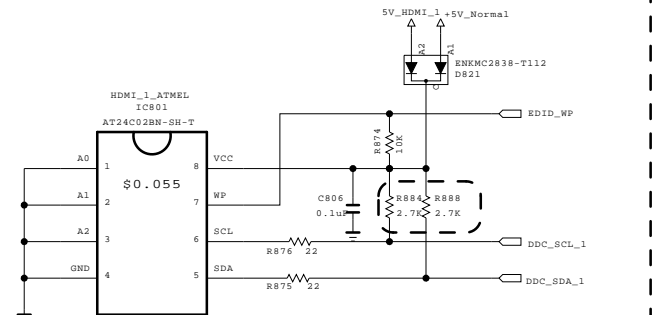 5V_HDMI_1 +5V_Normal
A2 A1
ENKMC2838-T112
D821
HDMI_1_ATMEL
IC801
AT24C02BN-SH-T
EDID_WP
R874
10K
A0 1 8 VCC
$0.055
A1 2 7 WP
C806
0.1uF
R884 R888
2.7K 2.7K
A2 3 6 SCL
R876 22
DDC_SCL_1
GND 4 5 SDA
R875 22
DDC_SDA_1